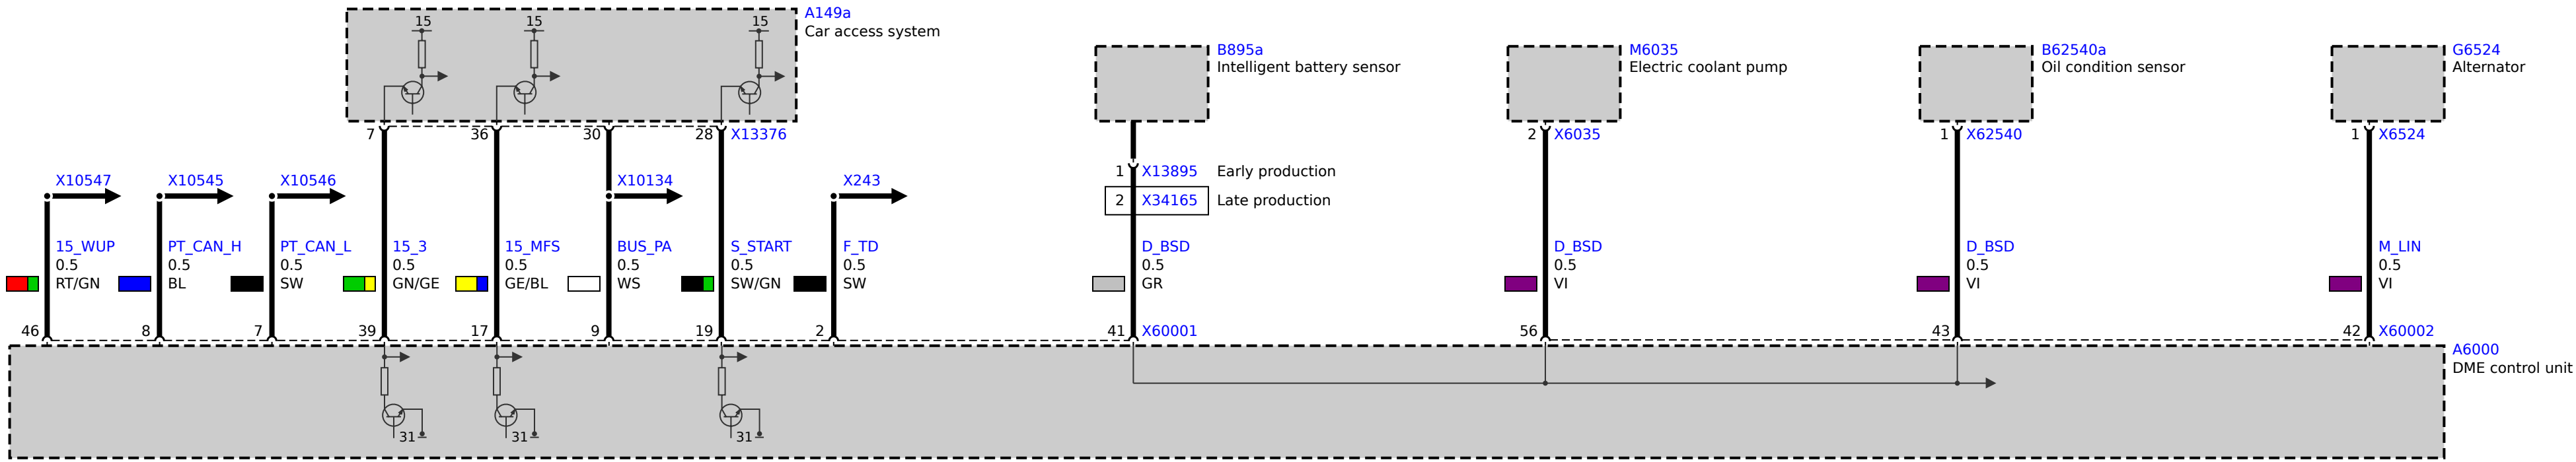 15 15 15
A149a
Car access system
B895a
Intelligent battery sensor
M6035
Electric coolant pump
B62540a
Oil condition sensor
G6524
Alternator
7 36 30 28 X13376
2 X6035
1 X62540
1 X6524
1 X13895 Early production
2 X34165 Late production
X10547 X10545 X10546 X10134 X243
15_WUP PT_CAN_H PT_CAN_L 15_3 15_MFS BUS_PA S_START F_TD D_BSD D_BSD D_BSD M_LIN
0.5 0.5 0.5 0.5 0.5 0.5 0.5 0.5 0.5 0.5 0.5 0.5
RT/GN BL SW GN/GE GE/BL WS SW/GN SW GR VI VI VI
46 8 7 39 17 9 19 2 41 X60001 56 43 42 X60002
A6000
DME control unit
31 31 31